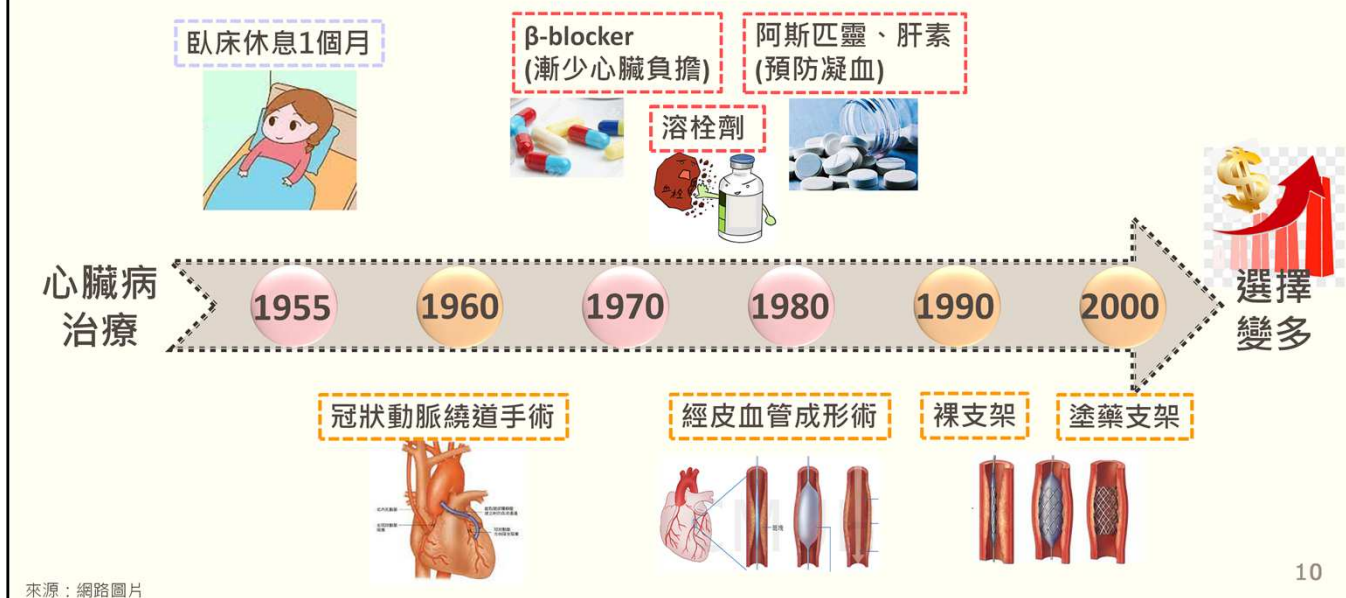 臥床休息1個月
β-blocker
(漸少心臟負擔)
阿斯匹靈、肝素
(預防凝血)
溶栓劑
血栓
心臟病
治療
1955
1960
1970
1980
1990
2000
選擇
變多
冠狀動脈繞道手術
經皮血管成形術
裸支架
塗藥支架
來源：網路圖片
10